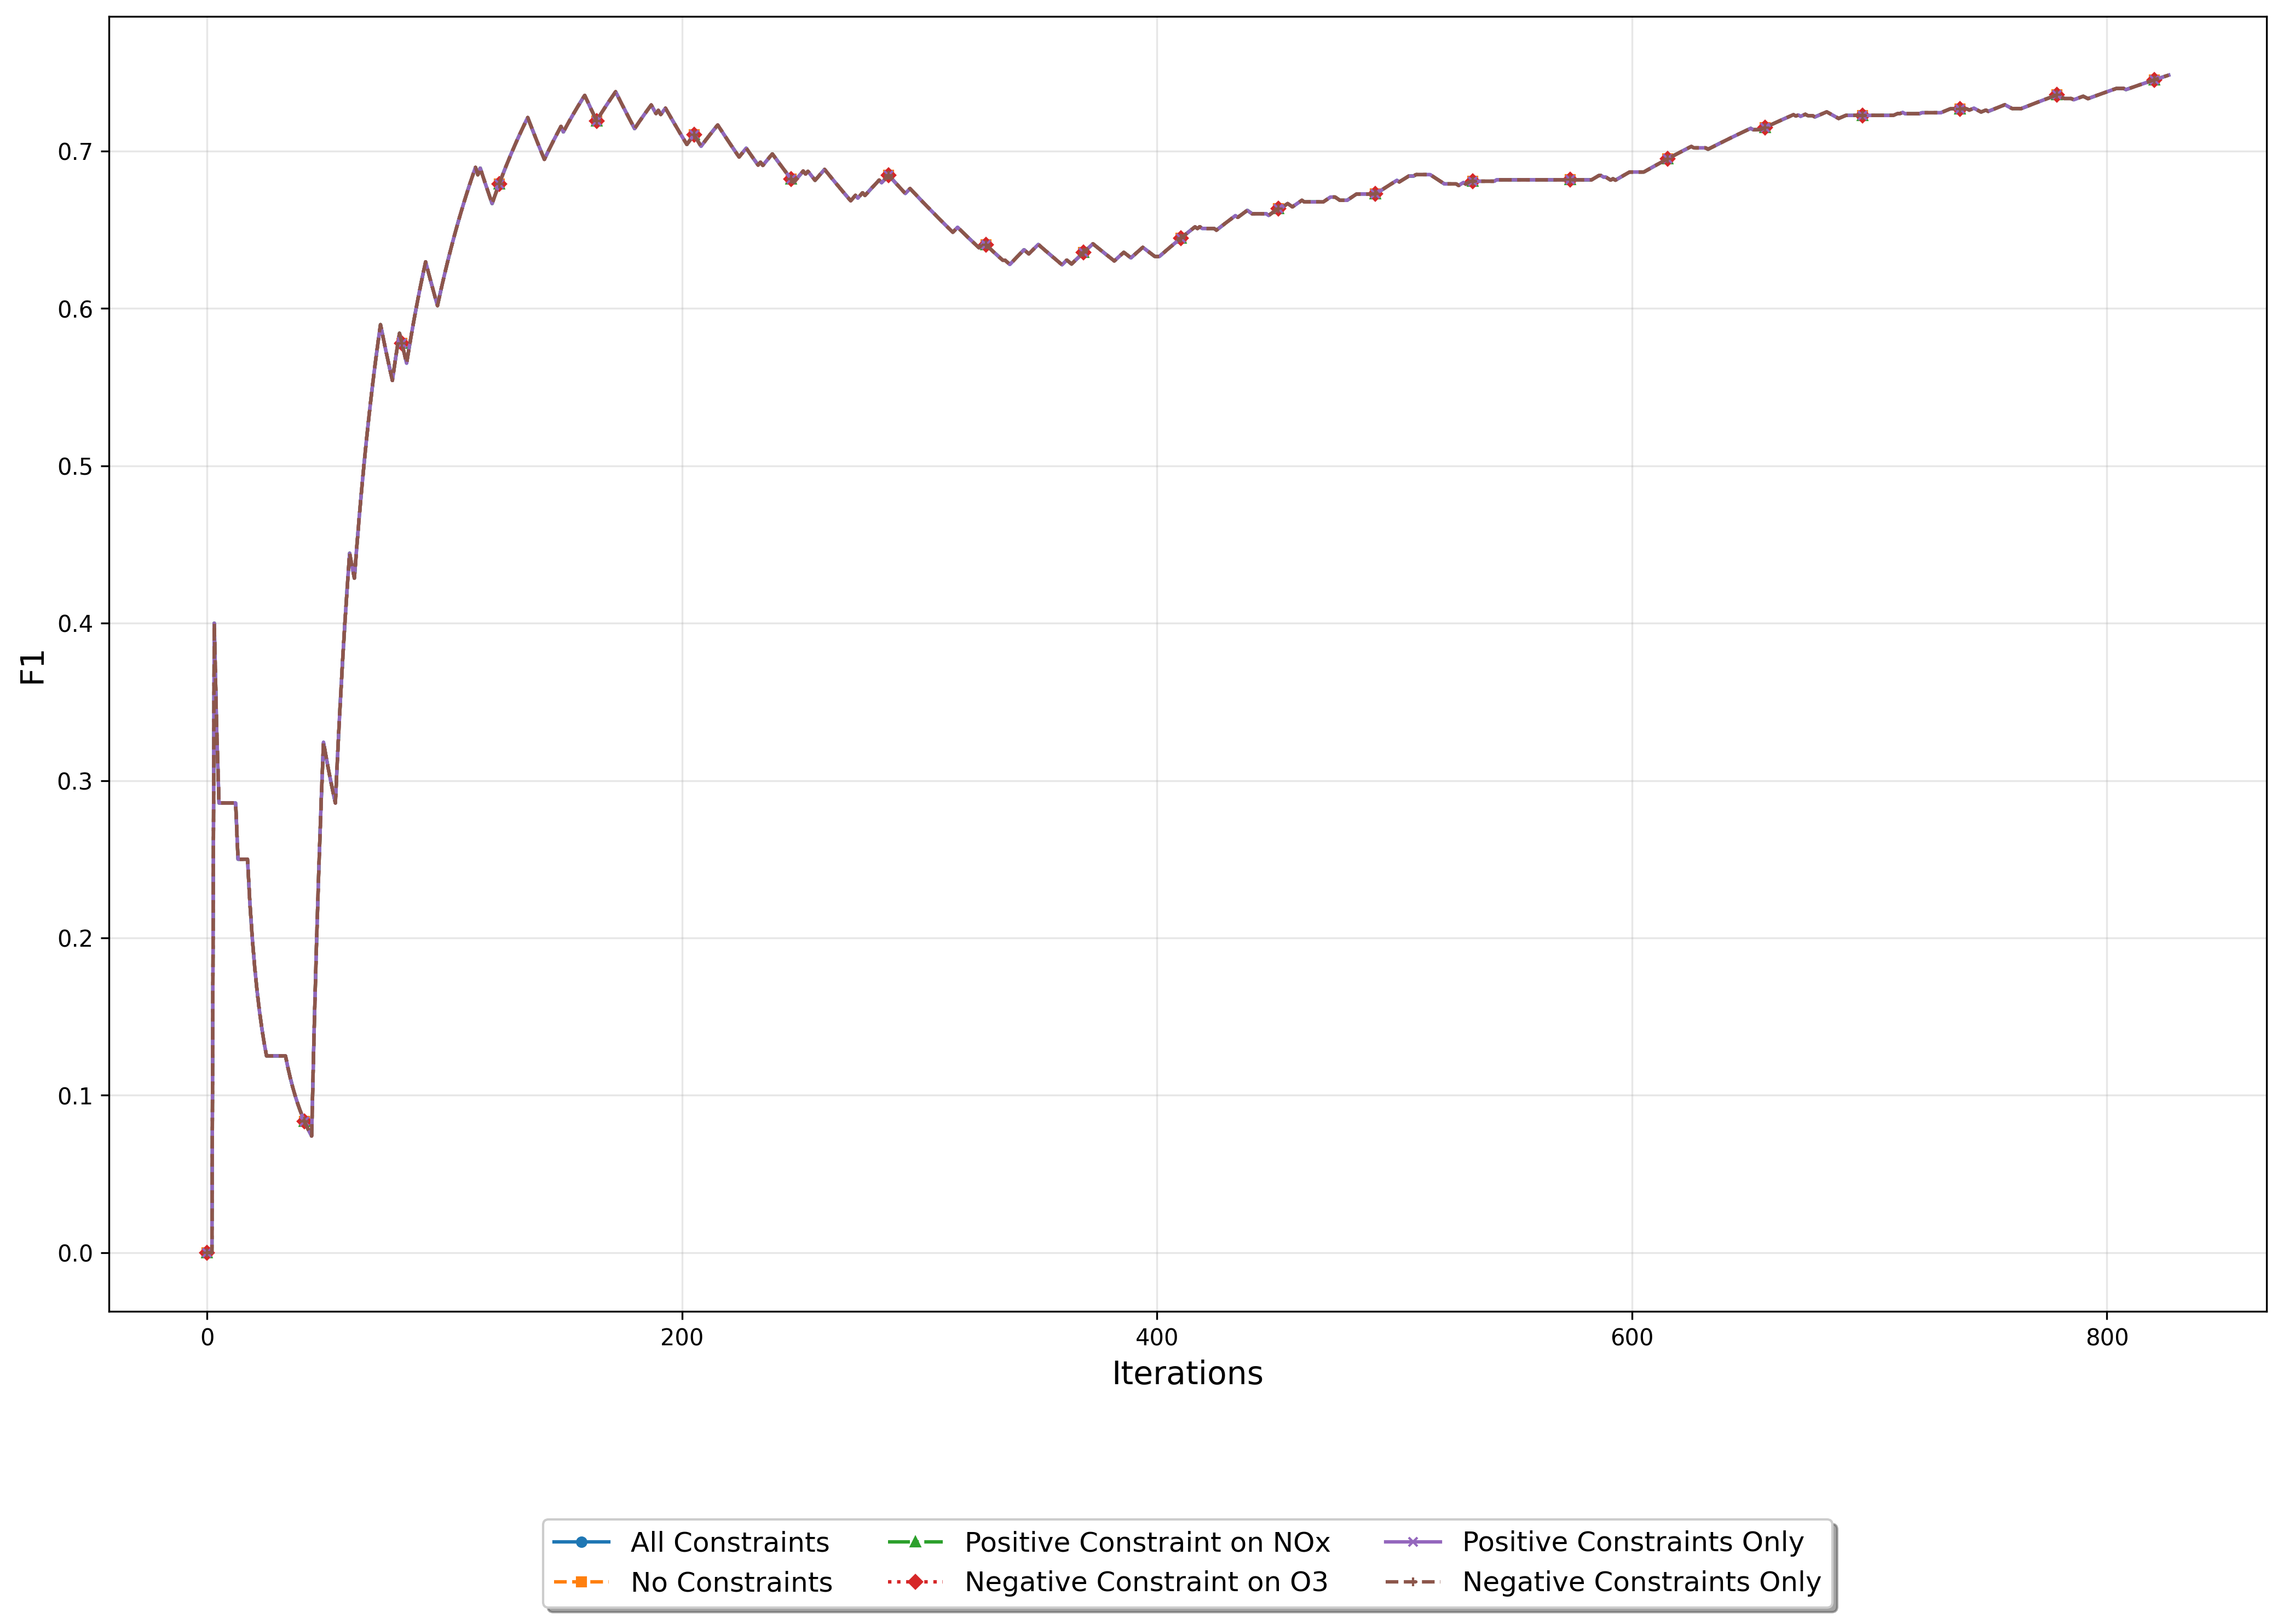 0.7
0.6
0.5
0.4
0.3
0.2
0.1
0.0
F1
0 200 400 600 800
Iterations
All Constraints Positive Constraint on NOx Positive Constraints Only
No Constraints Negative Constraint on O3 Negative Constraints Only